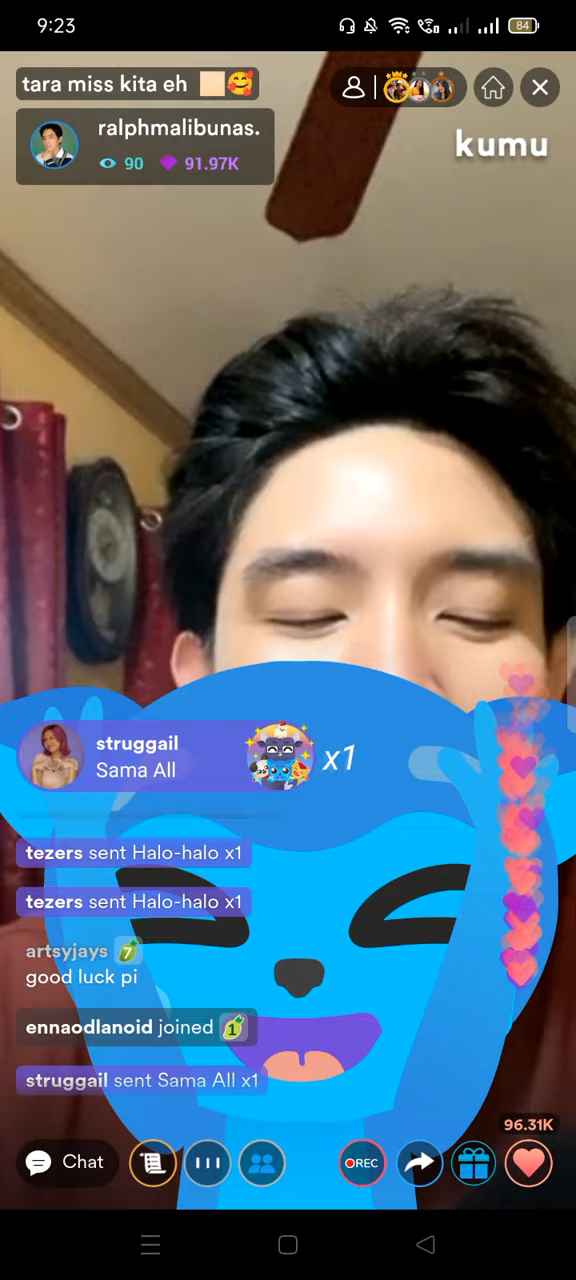 9:23
84
tara miss kita eh
ralphmalibunas.
90 91.97K
kumu
struggail
Sama All
x1
tezers sent Halo-halo x1
tezers sent Halo-halo x1
artsyjays 7
good luck pi
ennaodlanoid joined 1
struggail sent Sama All x1
96.31K
Chat
REC